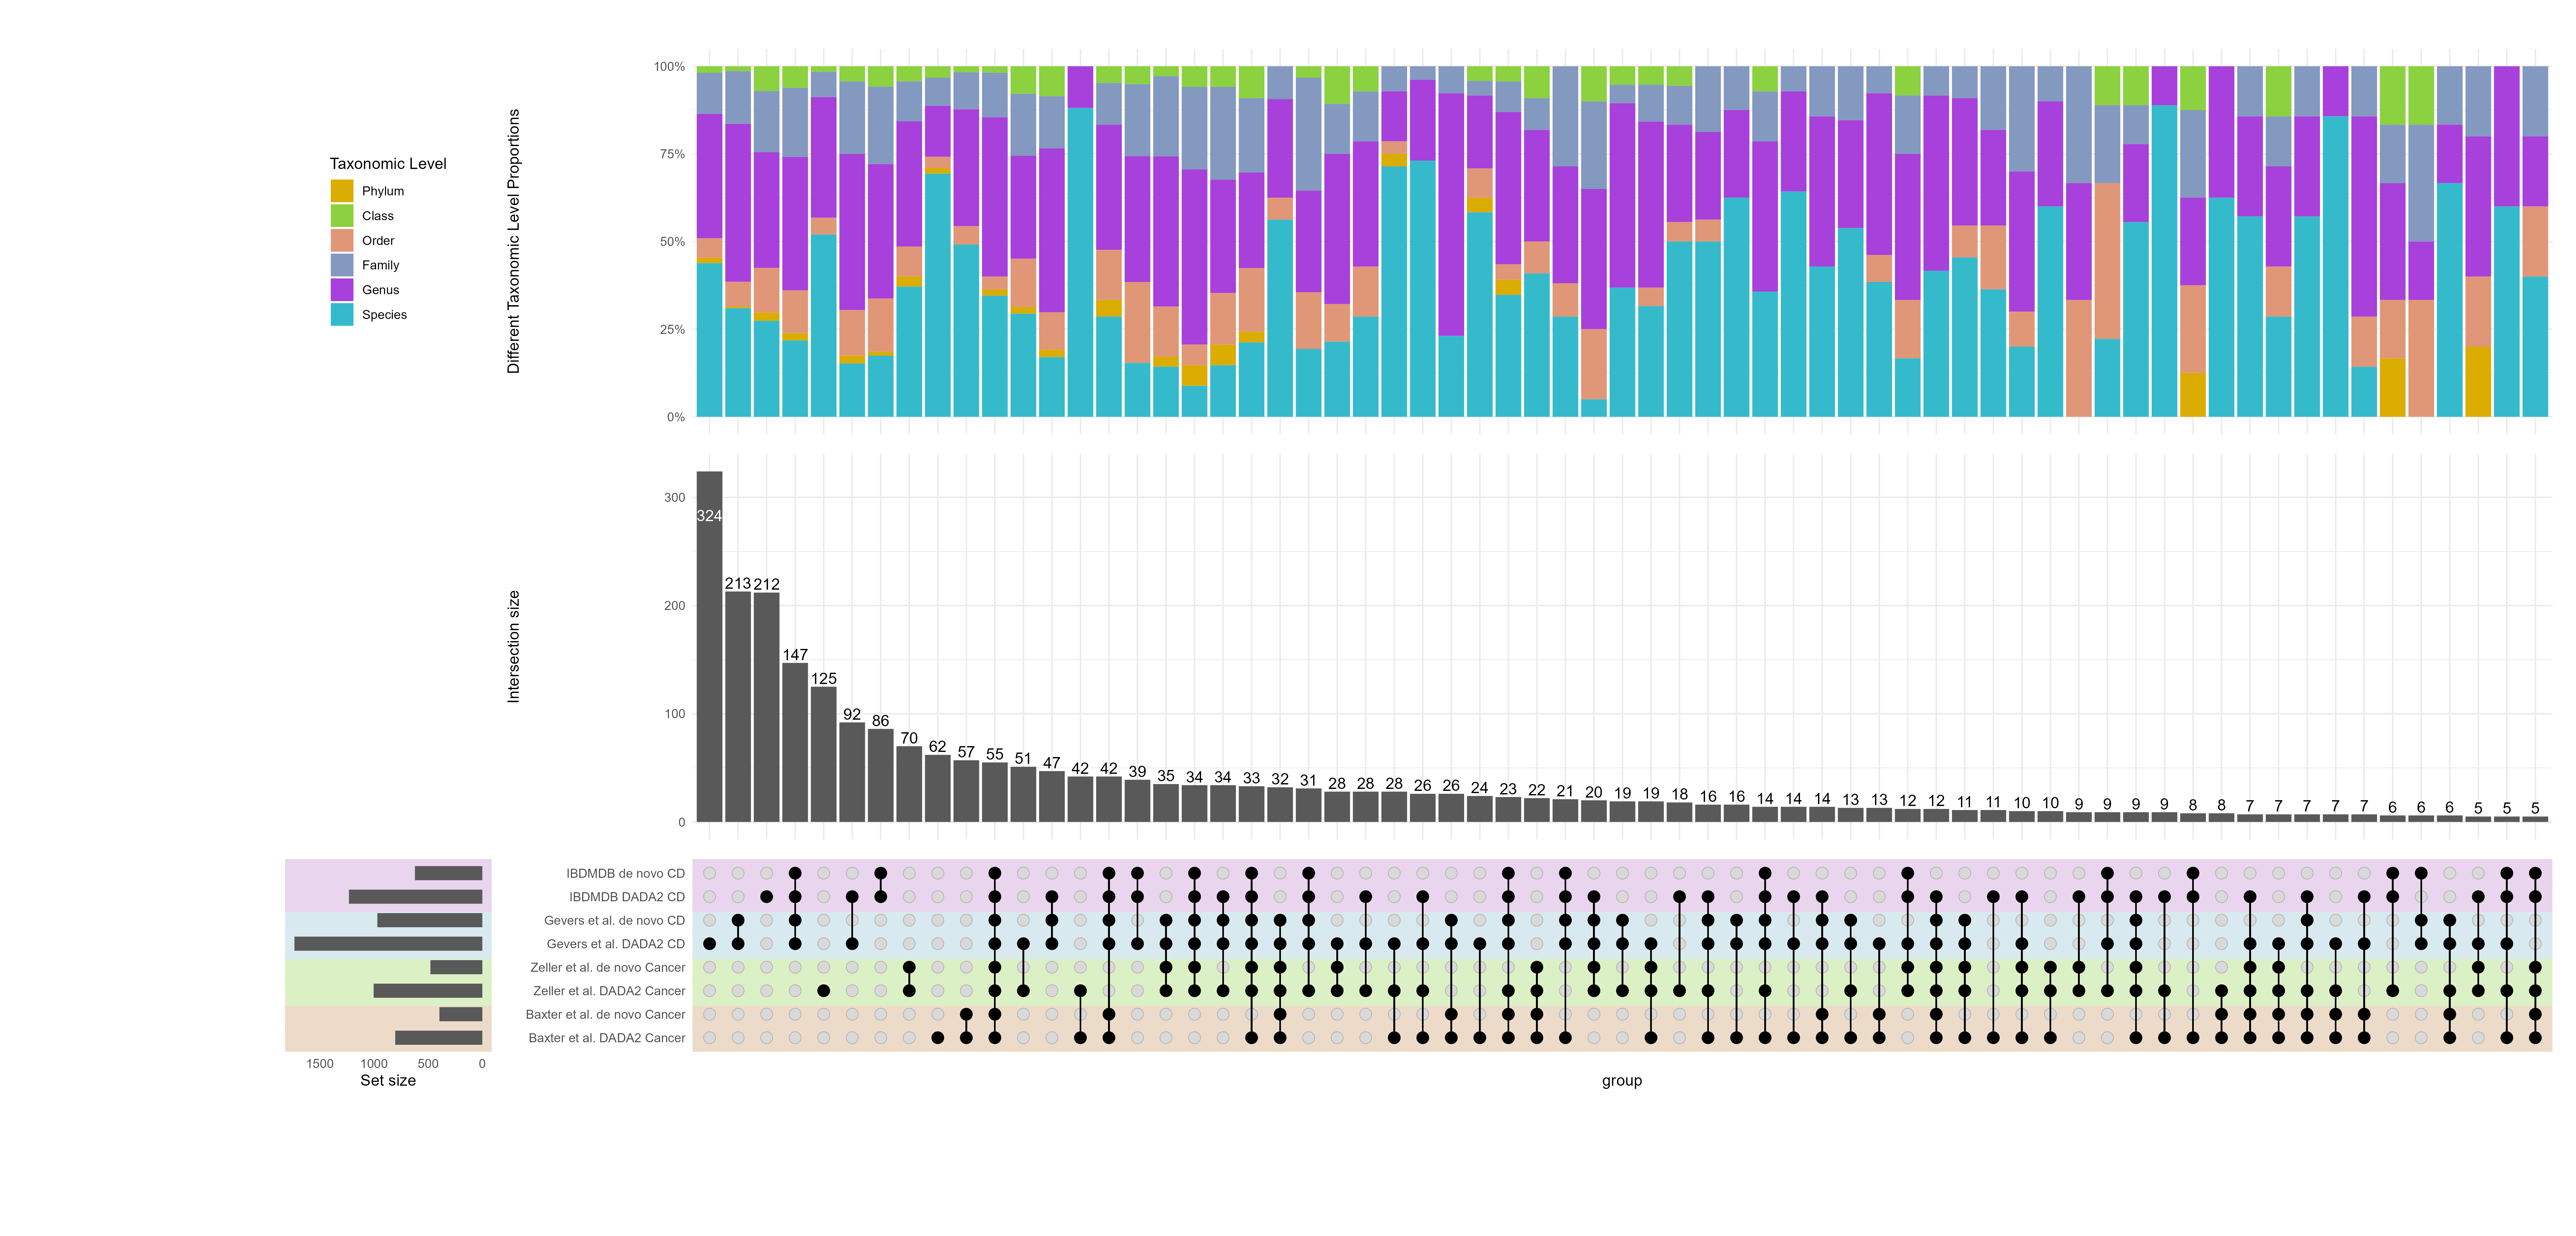 Taxonomic Level
Phylum
Class
Order
Family
Genus
Species
Different Taxonomic Level Proportions
100%
75%
50%
25%
0%
Intersection size
300
200
100
0
324 213 212 147 125 92 86 70 62 57 55 51 47 42 42 39 35 34 34 33 32 31 28 28 28 26 26 24 23 22 21 20 19 19 18 16 16 14 14 14 13 13 12 12 11 11 10 10 9 9 9 9 8 8 7 7 7 7 7 6 6 6 5 5 5
IBDMDB de novo CD
IBDMDB DADA2 CD
Gevers et al. de novo CD
Gevers et al. DADA2 CD
Zeller et al. de novo Cancer
Zeller et al. DADA2 Cancer
Baxter et al. de novo Cancer
Baxter et al. DADA2 Cancer
1500 1000 500 0
Set size
group